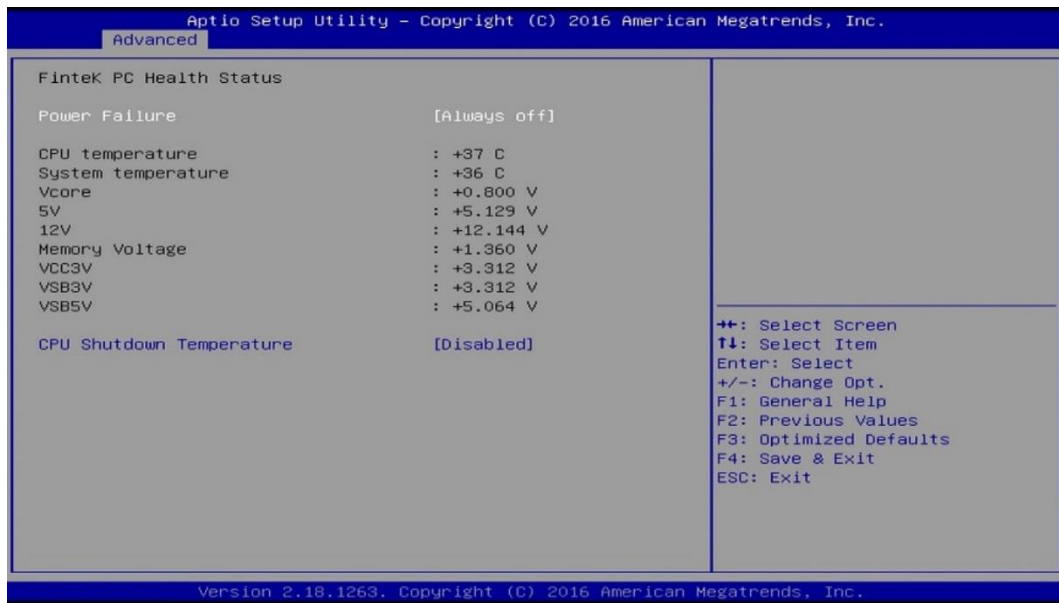 Aptio Setup Utility – Copyright (C) 2016 American Megatrends, Inc.
Advanced
FinteK PC Health Status
Power Failure [Always off]
CPU temperature : +37 C
System temperature : +36 C
Vcore : +0.800 V
5V : +5.129 V
12V : +12.144 V
Memory Voltage : +1.360 V
VCC3V : +3.312 V
VSB3V : +3.312 V
VSB5V : +5.064 V
CPU Shutdown Temperature [Disabled]
→←: Select Screen
↑↓: Select Item
Enter: Select
+/-: Change Opt.
F1: General Help
F2: Previous Values
F3: Optimized Defaults
F4: Save & Exit
ESC: Exit
Version 2.18.1263. Copyright (C) 2016 American Megatrends, Inc.